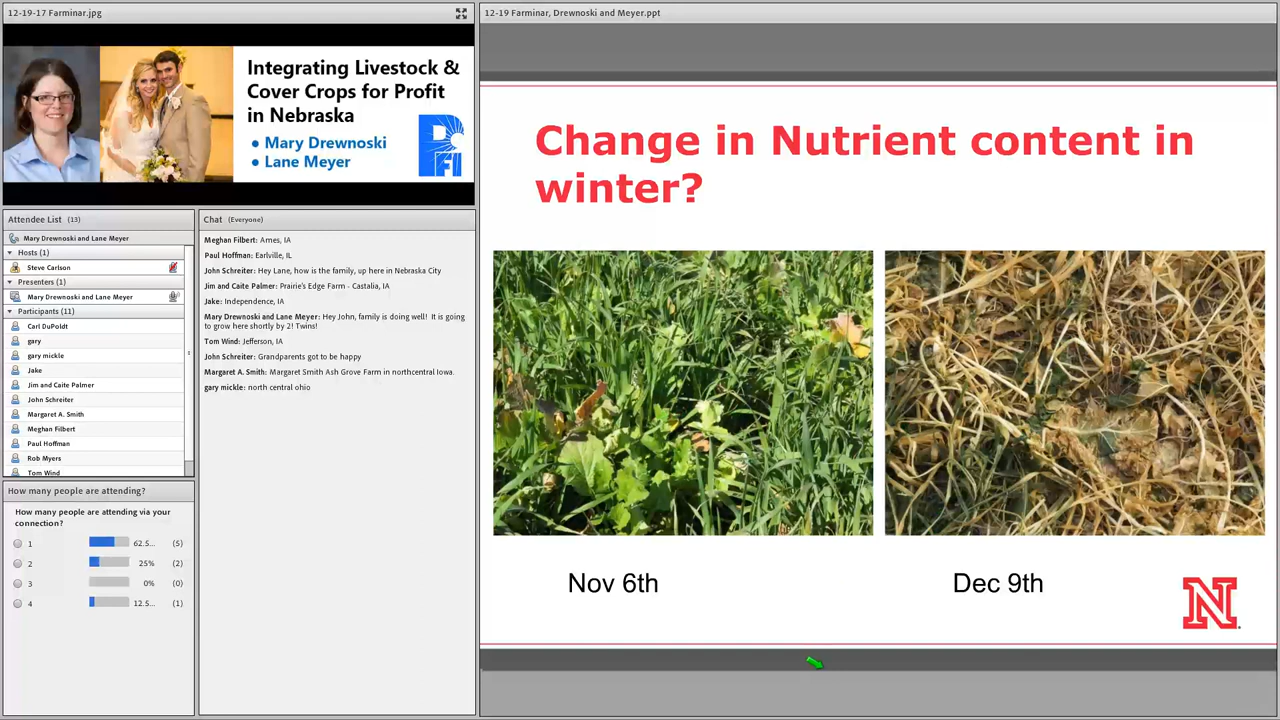 12-19-17 Farminar.jpg
Integrating Livestock &
Cover Crops for Profit
in Nebraska
• Mary Drewnoski
• Lane Meyer
PFI
Attendee List (13)
Mary Drewnoski and Lane Meyer
Hosts (1)
Steve Carlson
Presenters (1)
Mary Drewnoski and Lane Meyer
Participants (11)
Carl DuPoldt
gary
gary mickle
Jake
Jim and Caite Palmer
John Schreiter
Margaret A. Smith
Meghan Filbert
Paul Hoffman
Rob Myers
Tom Wind
How many people are attending?
How many people are attending via your
connection?
1 62.5... (5)
2 25% (2)
3 0% (0)
4 12.5... (1)
Chat (Everyone)
Meghan Filbert: Ames, IA
Paul Hoffman: Earlville, IL
John Schreiter: Hey Lane, how is the family, up here in Nebraska City
Jim and Caite Palmer: Prairie's Edge Farm - Castalia, IA
Jake: Independence, IA
Mary Drewnoski and Lane Meyer: Hey John, family is doing well! It is going
to grow here shortly by 2! Twins!
Tom Wind: Jefferson, IA
John Schreiter: Grandparents got to be happy
Margaret A. Smith: Margaret Smith Ash Grove Farm in northcentral Iowa.
gary mickle: north central ohio
12-19 Farminar, Drewnoski and Meyer.ppt
Change in Nutrient content in
winter?
Nov 6th
Dec 9th
N